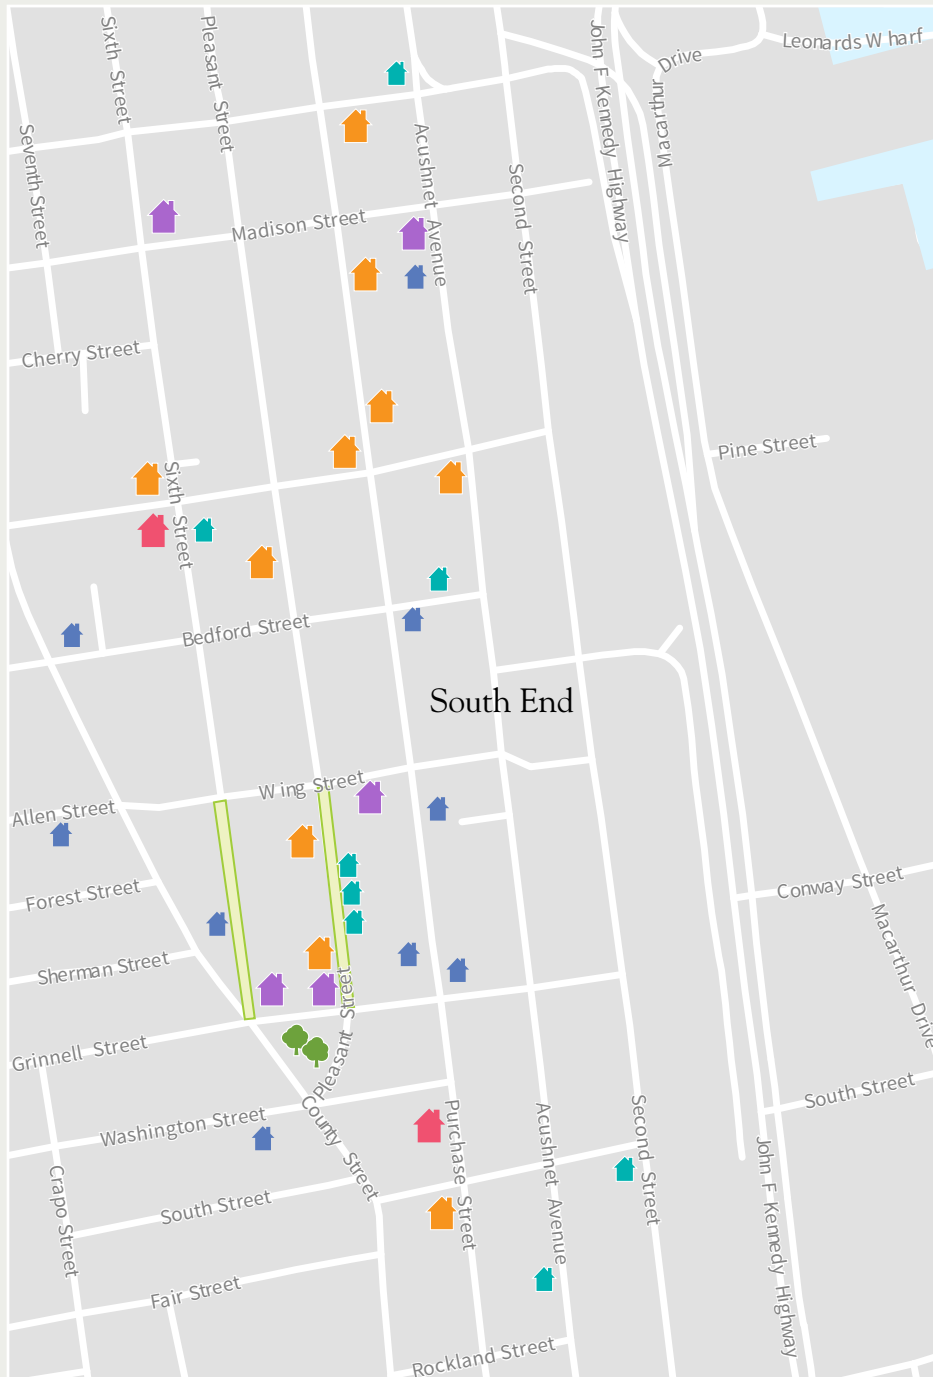 Sixth Street
Pleasant Street
John F Kennedy Highway
Drive
Leonards Wharf
Macarthur
Seventh Street
Acushnet Avenue
Second Street
Madison Street
Cherry Street
Pine Street
Sixth Street
Bedford Street
South End
Wing Street
Allen Street
Forest Street
Conway Street
Macarthur Drive
Sherman Street
Grinnell Street
Pleasant Street
South Street
Washington Street
County Street
Purchase Street
Acushnet Avenue
Second Street
John F Kennedy Highway
Crapo Street
South Street
Fair Street
Rockland Street